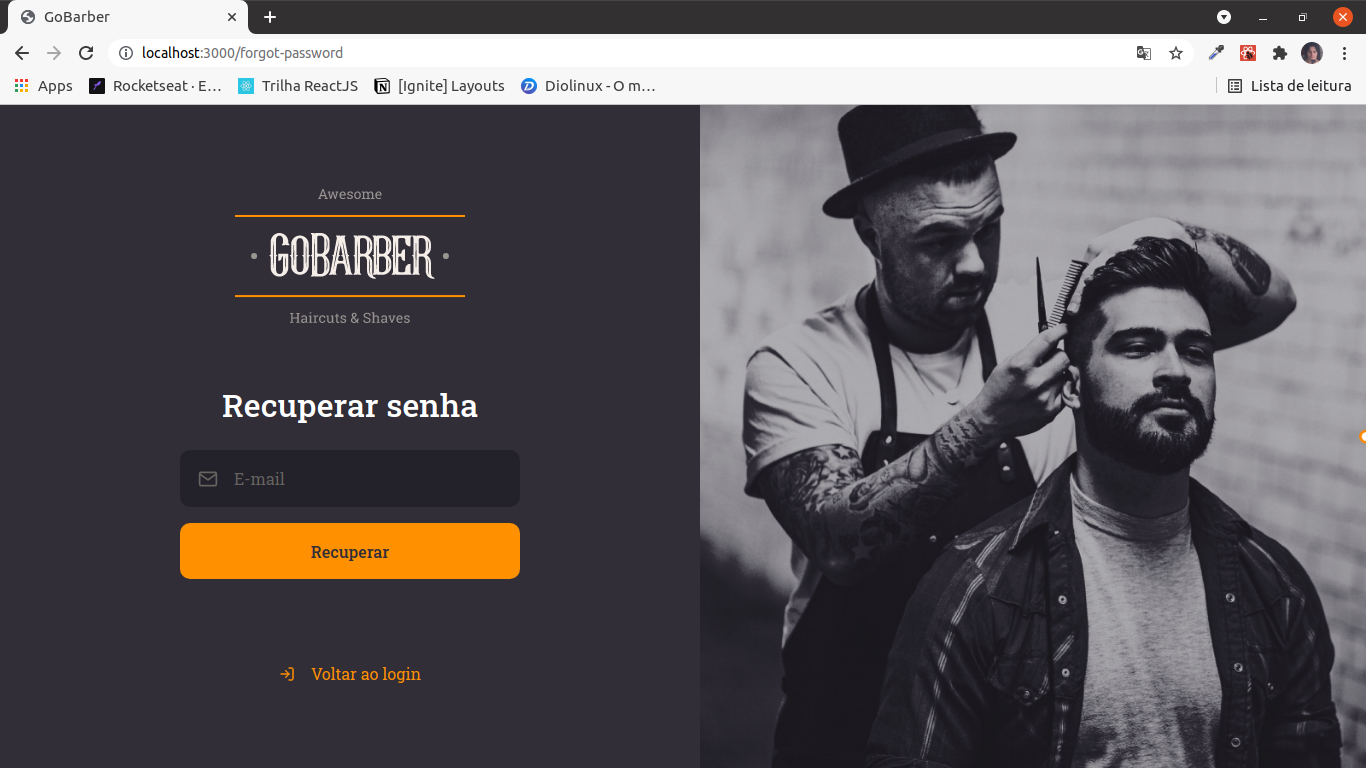 GoBarber
localhost:3000/forgot-password
Apps
Rocketseat · E…
Trilha ReactJS
[Ignite] Layouts
Diolinux - O m…
Lista de leitura
Awesome
GOBARBER
Haircuts & Shaves
Recuperar senha
E-mail
Recuperar
Voltar ao login